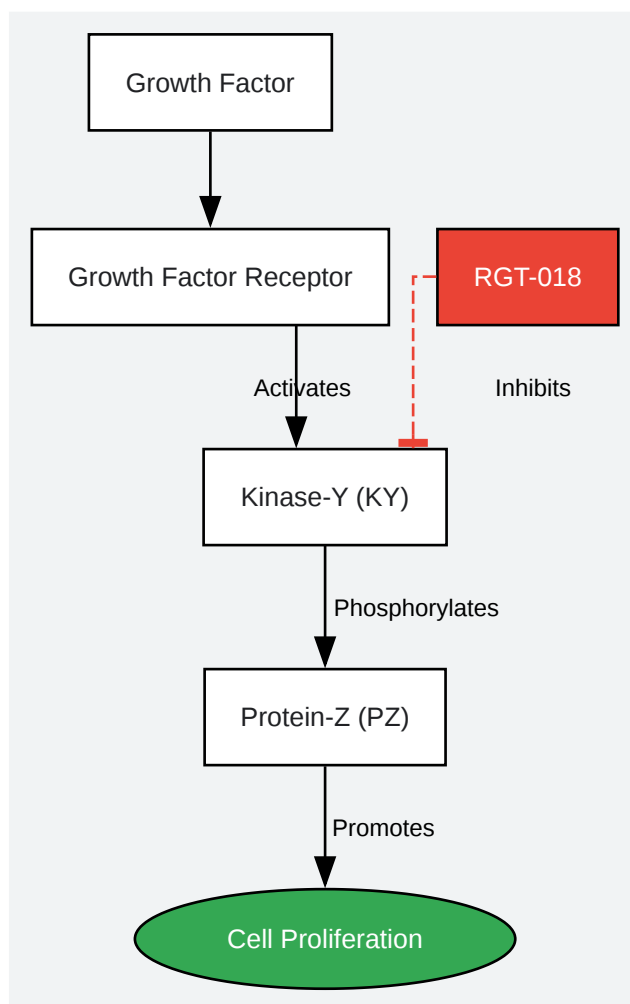 Growth Factor
Growth Factor Receptor
RGT-018
Activates
Inhibits
Kinase-Y (KY)
Phosphorylates
Protein-Z (PZ)
Promotes
Cell Proliferation